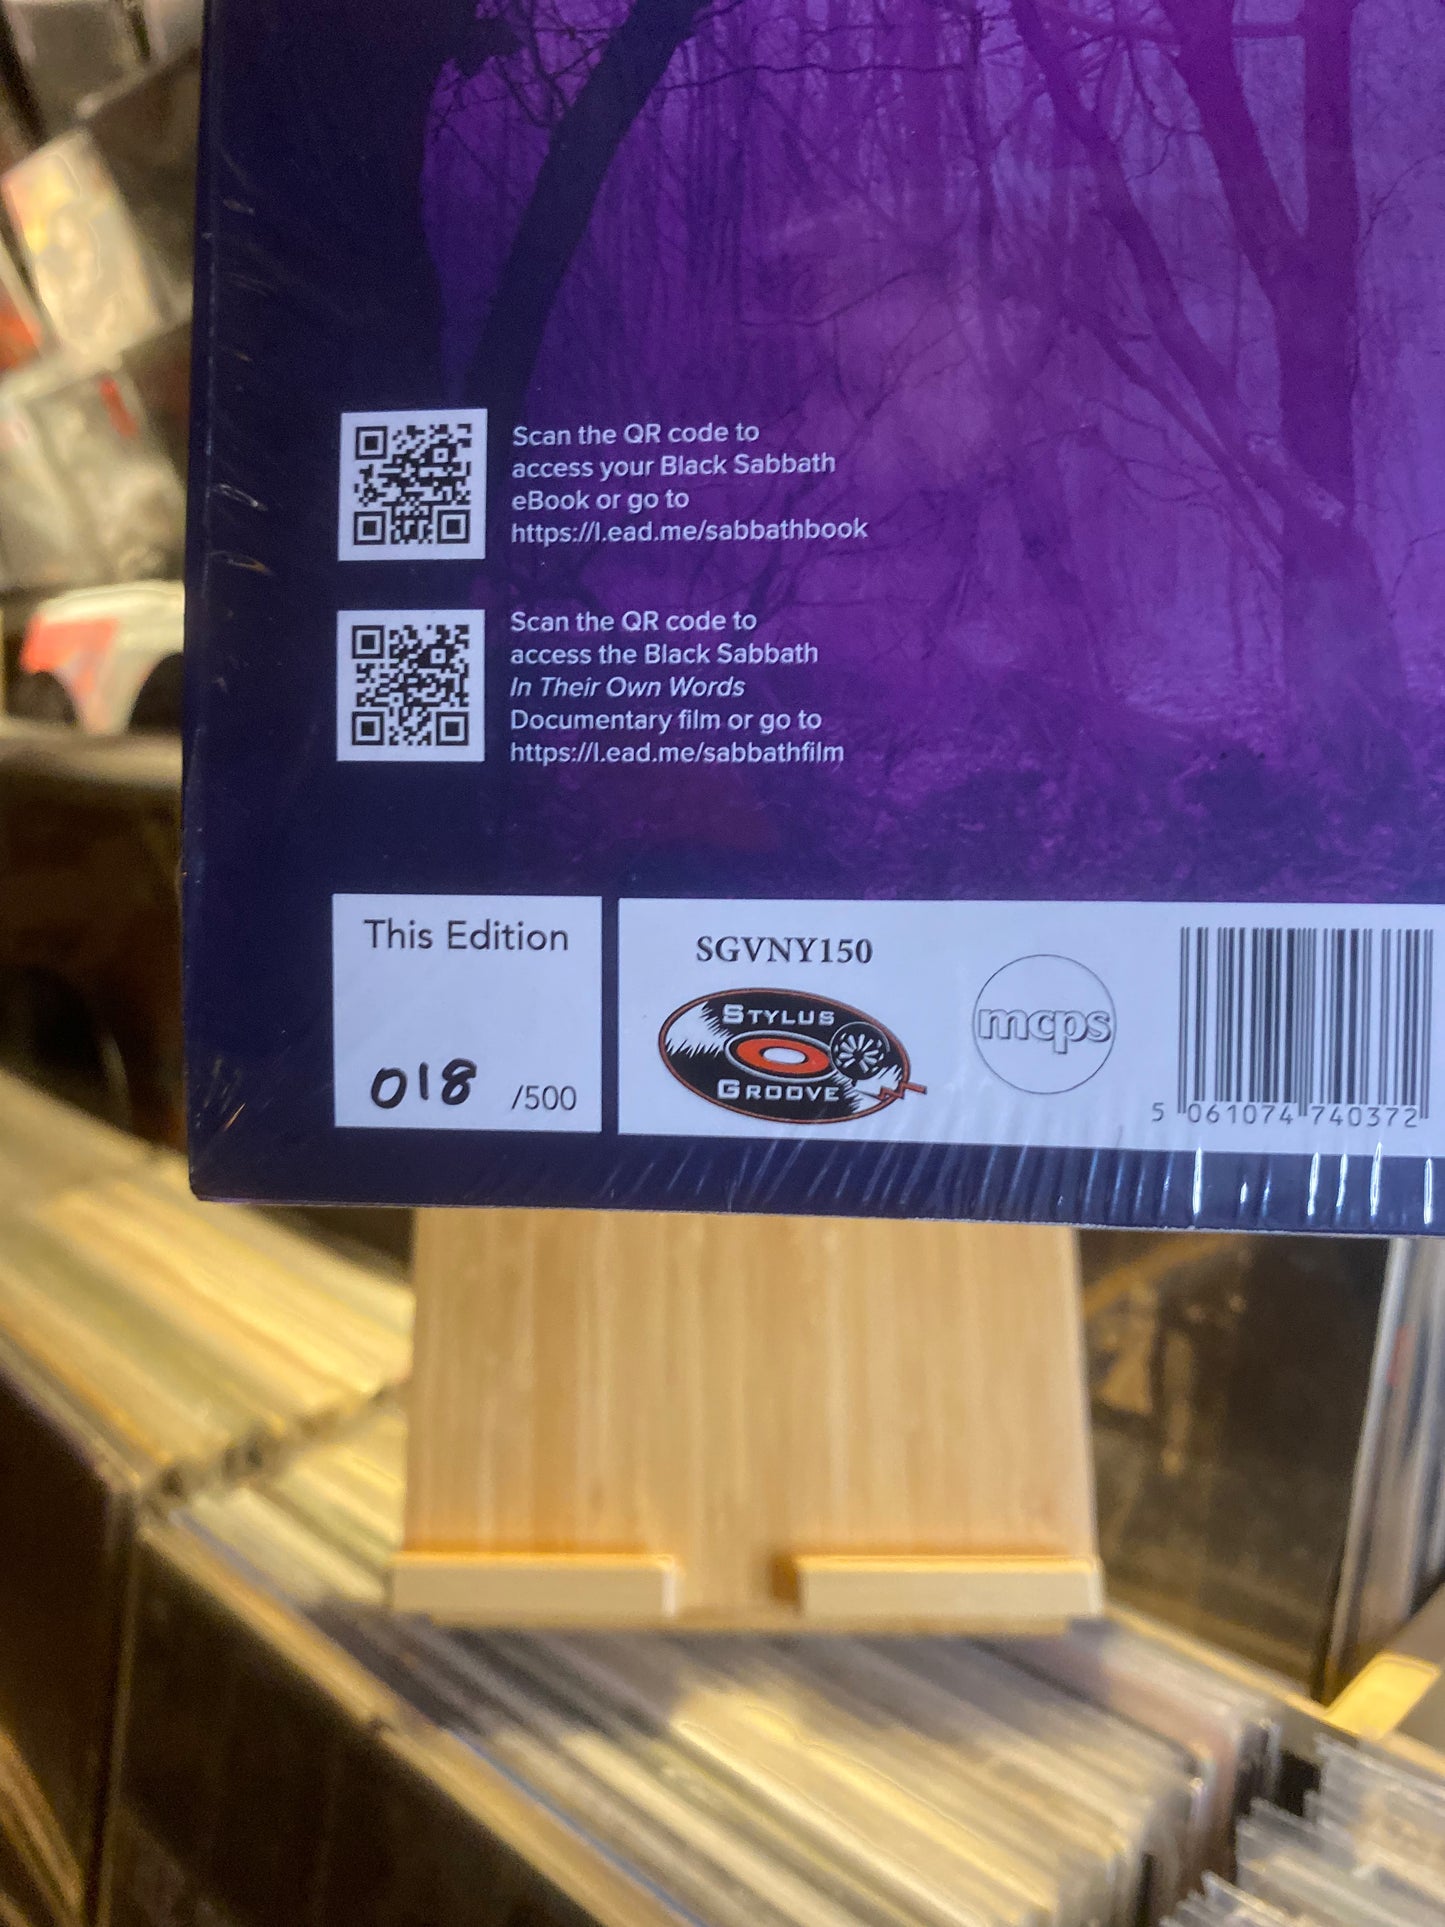 Scan the QR code to
access your Black Sabbath
eBook or go to
https://l.ead.me/sabbathbook
Scan the QR code to
access the Black Sabbath
In Their Own Words
Documentary film or go to
https://l.ead.me/sabbathfilm
This Edition
018 /500
SGVNY150
STYLUS
GROOVE
mcps
5 061074 740372